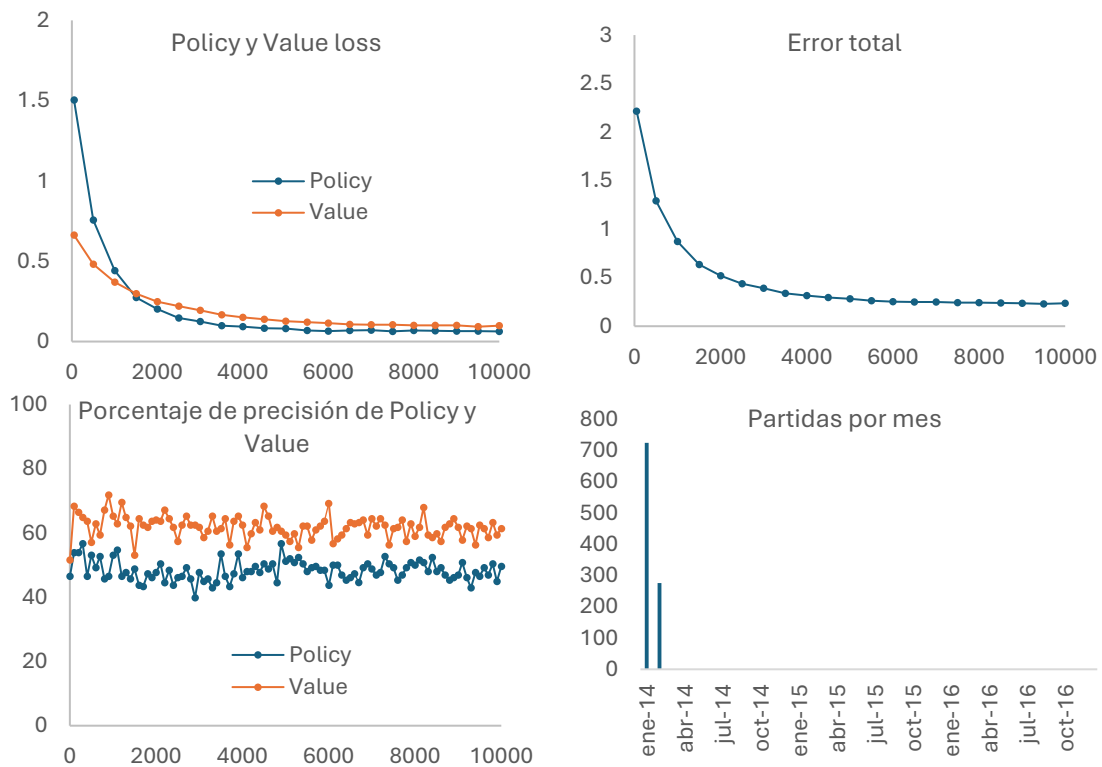 Policy y Value loss
2
1.5
1
0.5
0
Policy
Value
0 2000 4000 6000 8000 10000
Error total
3
2.5
2
1.5
1
0.5
0
0 2000 4000 6000 8000 10000
Porcentaje de precisión de Policy y
Value
100
80
60
40
20
0
Policy
Value
0 2000 4000 6000 8000 10000
Partidas por mes
800
700
600
500
400
300
200
100
0
ene-14
abr-14
jul-14
oct-14
ene-15
abr-15
jul-15
oct-15
ene-16
abr-16
jul-16
oct-16